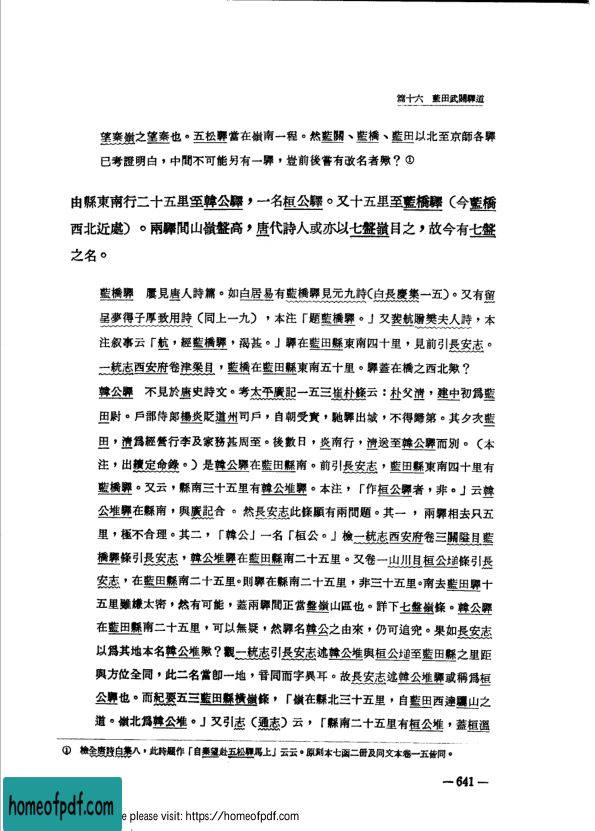 篇十六　藍田武關驛道
望秦嶺之望秦也。五松驛當在嶺南一程。然藍關、藍橋、藍田以北至京師各驛
已考證明白，中間不可能另有一驛，豈前後嘗有改名者歟？①
由縣東南行二十五里至韓公驛，一名桓公驛。又十五里至藍橋驛（今藍橋
西北近處）。兩驛間山嶺盤高，唐代詩人或亦以七盤嶺目之，故今有七盤
之名。
藍橋驛　屢見唐人詩篇。如白居易有藍橋驛見元九詩（白長慶集一五）。又有留
呈夢得子厚致用詩（同上一九），本注「題藍橋驛。」又裴航贈樊夫人詩，本
注叙事云「航，經藍橋驛，渴甚。」驛在藍田縣東南四十里，見前引長安志。
一統志西安府卷津梁目，藍橋在藍田縣東南五十里。驛蓋在橋之西北歟？
韓公驛　不見於唐史詩文。考太平廣記一五三崔朴條云：朴父清，建中初爲藍
田尉。戶部侍郎楊炎貶道州司戶，自朝受責，馳驛出城，不得歸第。其夕次藍
田，清爲經營行李及家務甚周至。後數日，炎南行，清送至韓公驛而別。（本
注，出續定命錄。）是韓公驛在藍田縣南。前引長安志，藍田縣東南四十里有
藍橋驛。又云，縣南三十五里有韓公堆驛。本注，「作桓公驛者，非。」云韓
公堆驛在縣南，與廣記合。然長安志此條顯有兩問題。其一，兩驛相去只五
里，極不合理。其二，「韓公」一名「桓公。」檢一統志西安府卷三關隘目藍
橋驛條引長安志，韓公堆驛在藍田縣南二十五里。又卷一山川目桓公堆條引長
安志，在藍田縣南二十五里。則驛在縣南二十五里，非三十五里。南去藍田驛十
五里雖嫌太密，然有可能，蓋兩驛間正當盤嶺山區也。詳下七盤嶺條。韓公驛
在藍田縣南二十五里，可以無疑，然驛名韓公之由來，仍可追究。果如長安志
以爲其地本名韓公堆歟？觀一統志引長安志述韓公堆與桓公堆至藍田縣之里距
與方位全同，此二名當卽一地，音同而字異耳。故長安志述韓公堆驛或稱爲桓
公驛也。而紀要五三藍田縣橫嶺條，「嶺在縣北三十五里，自藍田西達驪山之
道。嶺北爲韓公堆。」又引志（通志）云，「縣南二十五里有桓公堆，蓋桓溫
① 檢全唐詩白集八，此詩題作「自秦望赴五松驛馬上」云云。原刻本七函二册及同文本卷一五皆同。
— 641 —
homeofpdf.com
e please visit: https://homeofpdf.com